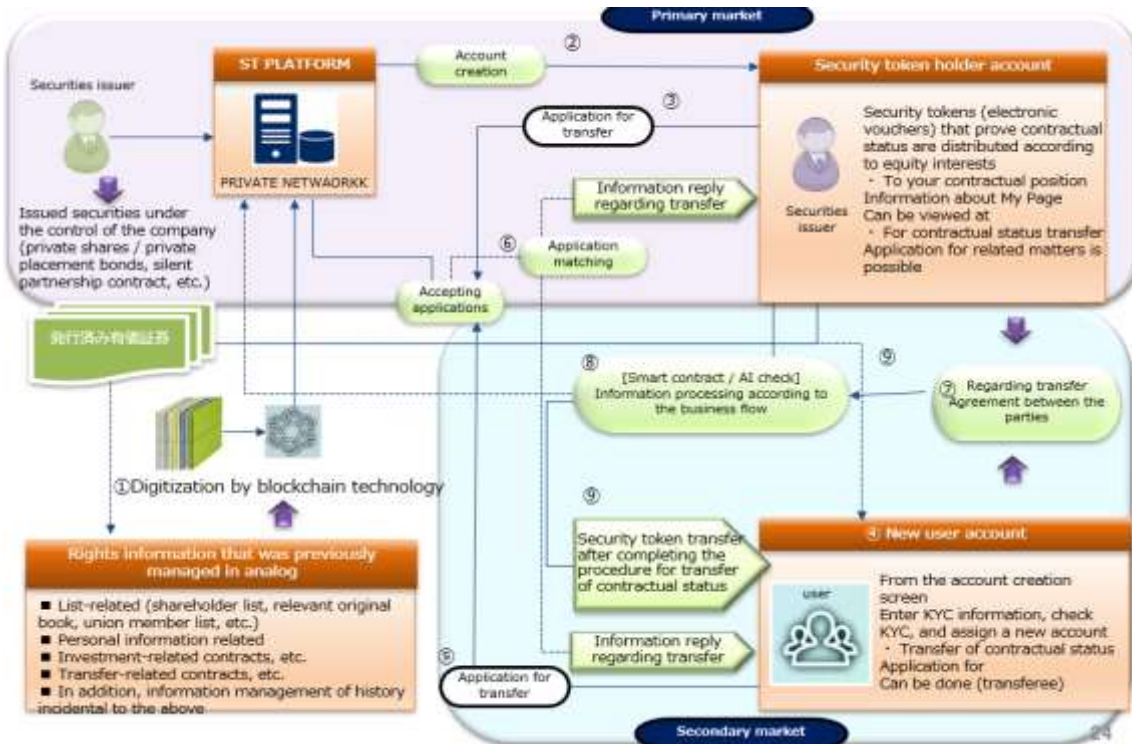 Primary market
Securities issuer
ST PLATFORM
PRIVATE NETWAORKK
Account
creation
②
Application for
transfer
③
Information reply
regarding transfer
⑥
Application
matching
Accepting
applications
Security token holder account
Securities
issuer
Security tokens (electronic
vouchers) that prove contractual
status are distributed according
to equity interests
・ To your contractual position
Information about My Page
Can be viewed at
・ For contractual status transfer
Application for related matters is
possible
Issued securities under
the control of the company
(private shares / private
placement bonds, silent
partnership contract, etc.)
発行済み有価証券
①Digitization by blockchain technology
Rights information that was previously
managed in analog
■ List-related (shareholder list, relevant original
book, union member list, etc.)
■ Personal information related
■ Investment-related contracts, etc.
■ Transfer-related contracts, etc.
■ In addition, information management of history
incidental to the above
⑧
[Smart contract / AI check]
Information processing according to
the business flow
⑨
⑦
Regarding transfer
Agreement between the
parties
⑨
Security token transfer
after completing the
procedure for transfer
of contractual status
Information reply
regarding transfer
⑤
Application for
transfer
④ New user account
user
From the account creation
screen
Enter KYC information, check
KYC, and assign a new account
・ Transfer of contractual status
Application for
Can be done (transferee)
Secondary market
24